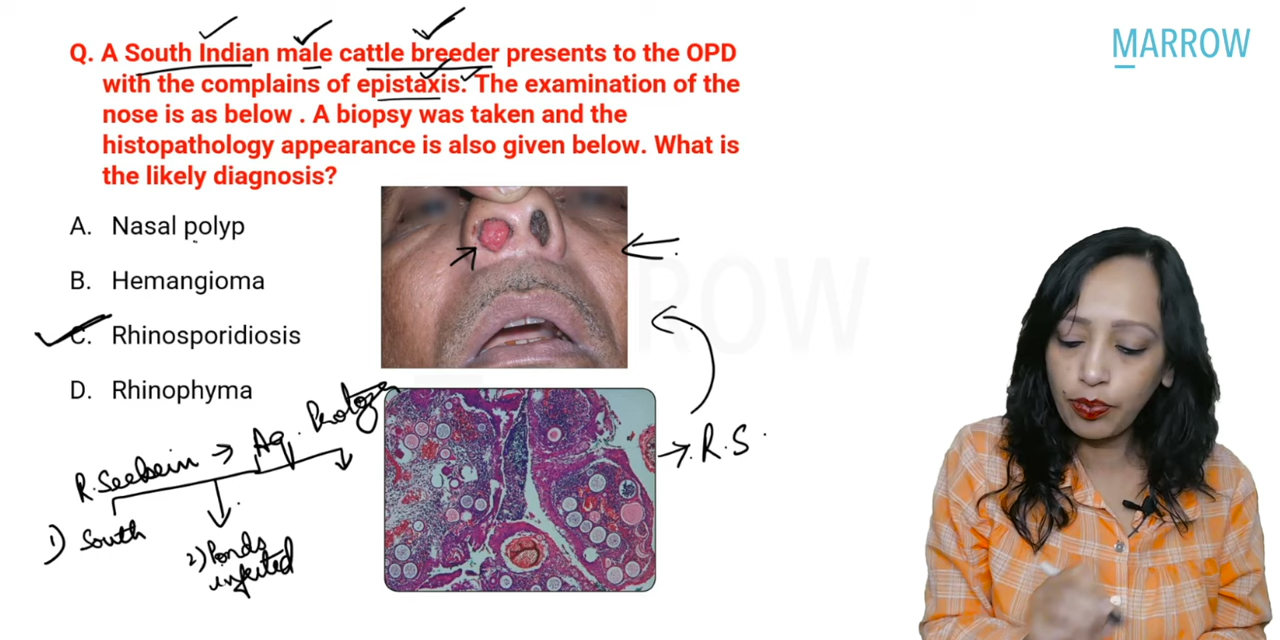 MARROW
Q. A South Indian male cattle breeder presents to the OPD
with the complains of epistaxis. The examination of the
nose is as below . A biopsy was taken and the
histopathology appearance is also given below. What is
the likely diagnosis?
A. Nasal polyp
B. Hemangioma
C. Rhinosporidiosis
D. Rhinophyma
R. Seeberi → Aq. Protozoa
1) South
2) Ponds
infected
→ R.S.
ROW